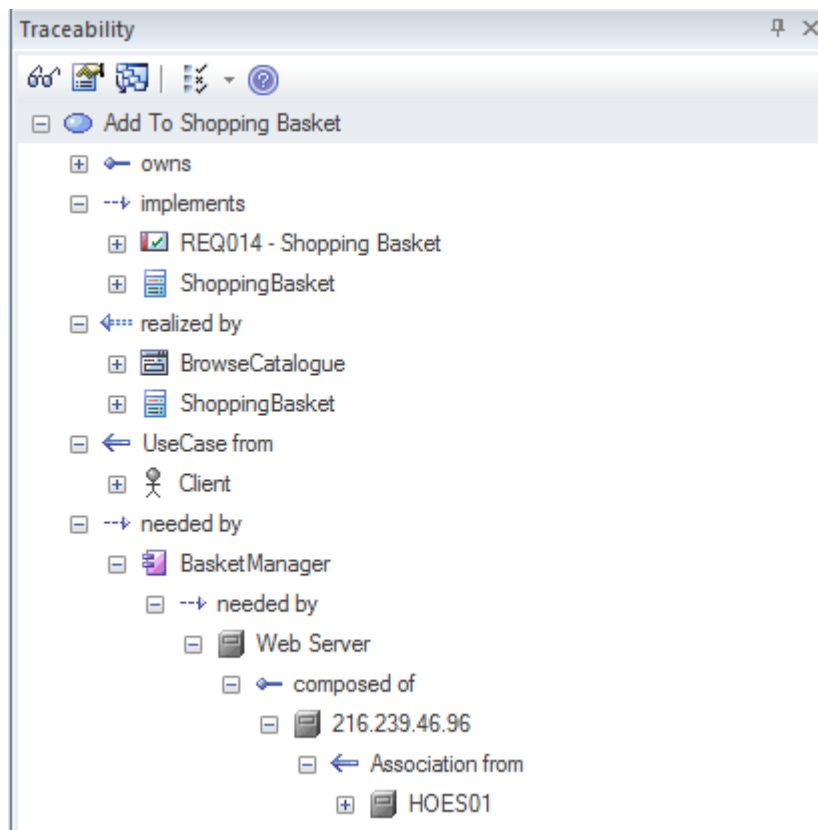 Traceability
Add To Shopping Basket
owns
implements
REQ014 - Shopping Basket
ShoppingBasket
realized by
BrowseCatalogue
ShoppingBasket
UseCase from
Client
needed by
BasketManager
needed by
Web Server
composed of
216.239.46.96
Association from
HOES01